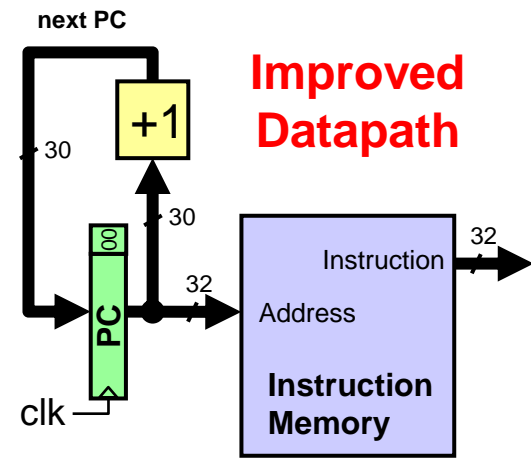 next PC
Improved
Datapath
+1
30
30
00
PC
32
32
Instruction
Address
Instruction
Memory
clk